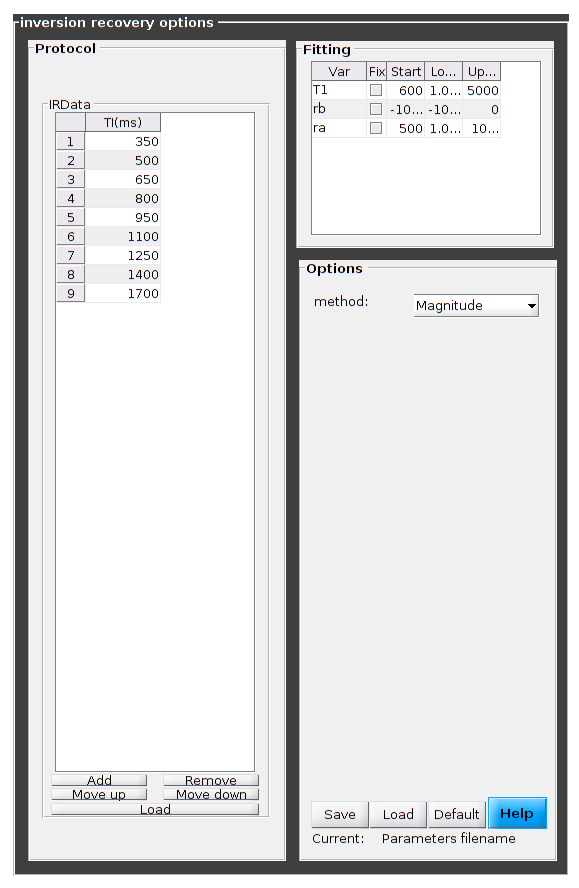 inversion recovery options
Protocol
IRData
TI(ms)
1 350
2 500
3 650
4 800
5 950
6 1100
7 1250
8 1400
9 1700
Add Remove
Move up Move down
Load
Fitting
Var Fix Start Lo... Up...
T1 600 1.0... 5000
rb -10... -10... 0
ra 500 1.0... 10...
Options
method: Magnitude
Save Load Default Help
Current: Parameters filename